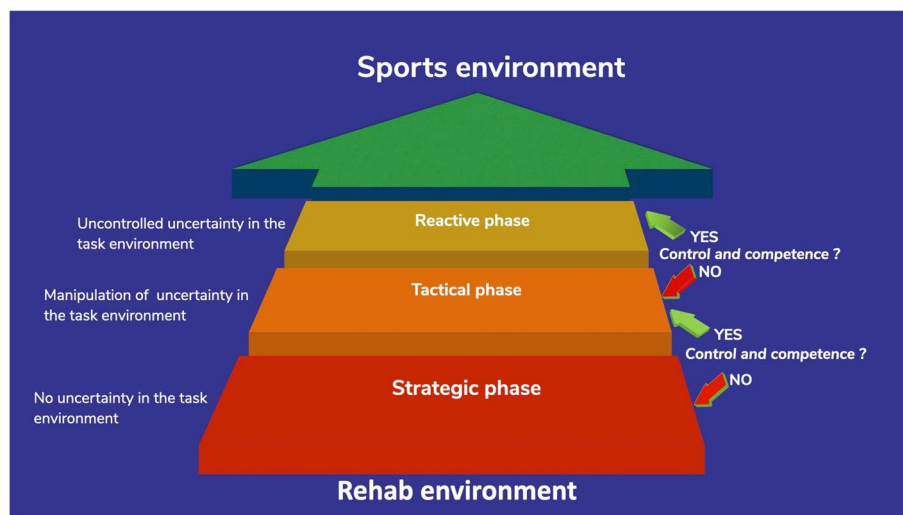 Sports environment
Uncontrolled uncertainty in the
task environment
Reactive phase
YES
Control and competence ?
NO
Manipulation of uncertainty in
the task environment
Tactical phase
YES
Control and competence ?
NO
No uncertainty in the task
environment
Strategic phase
Rehab environment